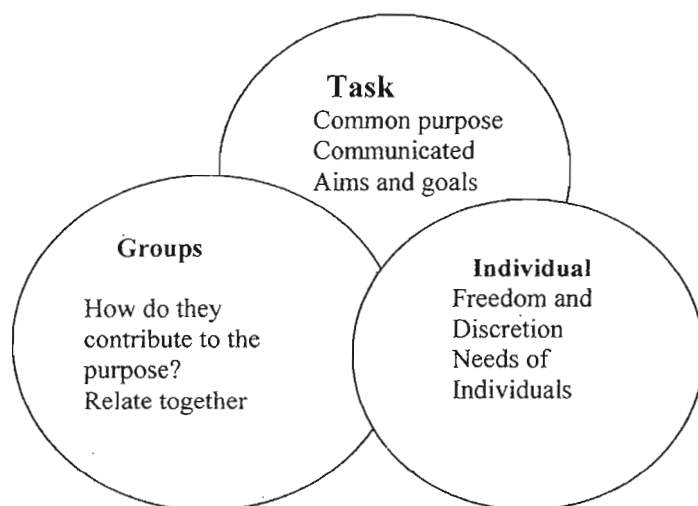 Task
Common purpose
Communicated
Aims and goals
Groups
How do they
contribute to the
purpose?
Relate together
Individual
Freedom and
Discretion
Needs of
Individuals